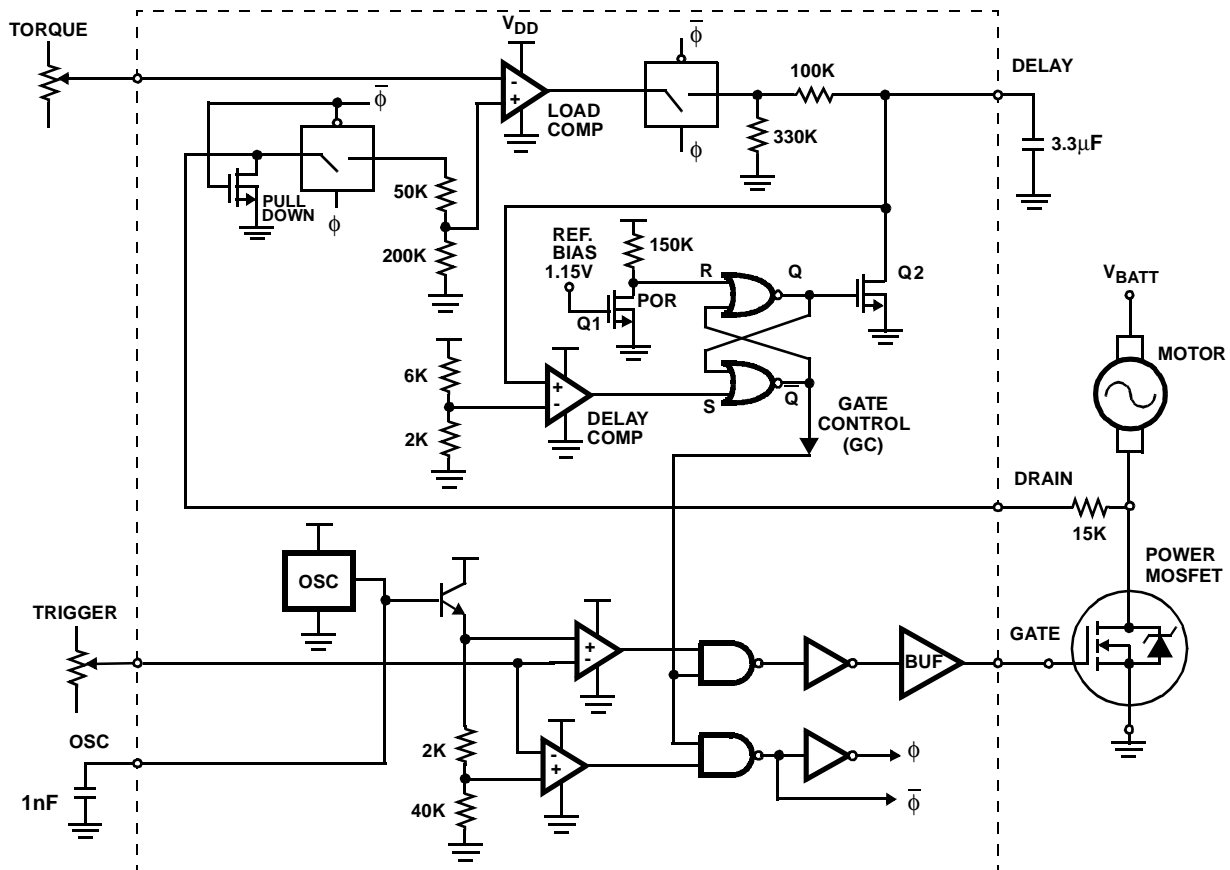 TORQUE
V_DD
φ̅
φ̅
-
+
LOAD
COMP
φ
100K
330K
DELAY
3.3μF
PULL
DOWN
φ
50K
200K
REF.
BIAS
1.15V
150K
Q1
POR
R
Q
Q2
S
Q̅
6K
2K
+
-
DELAY
COMP
GATE
CONTROL
(GC)
V_BATT
MOTOR
DRAIN
15K
POWER
MOSFET
OSC
TRIGGER
+
-
BUF
GATE
OSC
1nF
2K
40K
-
+
φ
φ̅